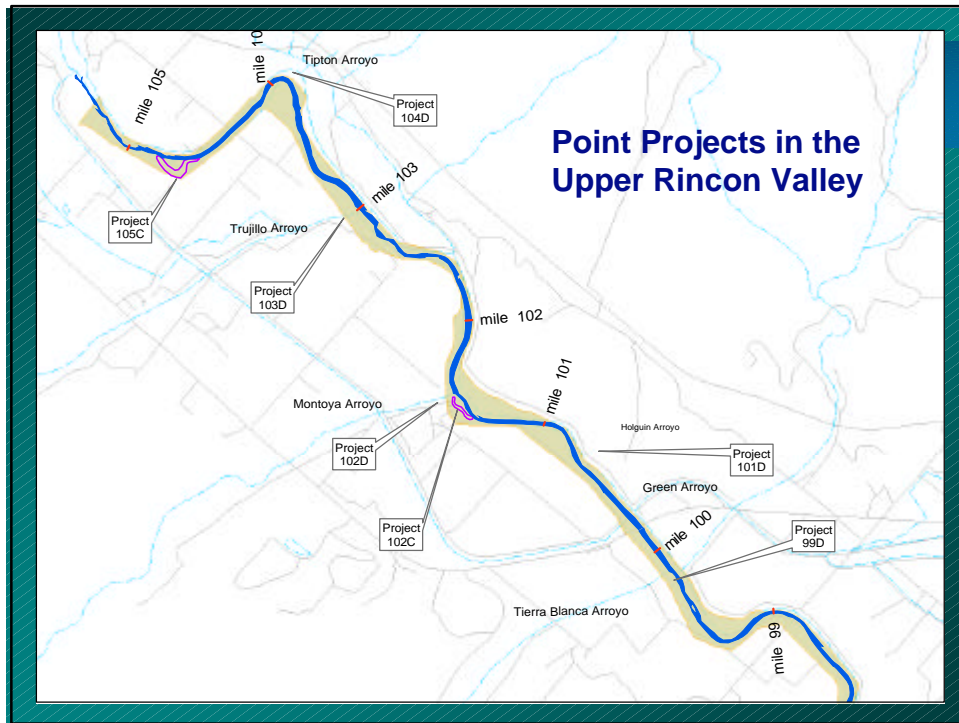 Point Projects in the
Upper Rincon Valley
Tipton Arroyo
Project
104D
mile 105
mile 103
Project
105C
Trujillo Arroyo
Project
103D
mile 102
mile 101
Montoya Arroyo
Holguin Arroyo
Project
102D
Project
101D
Green Arroyo
mile 100
Project
102C
Project
99D
Tierra Blanca Arroyo
mile 99
mile 10